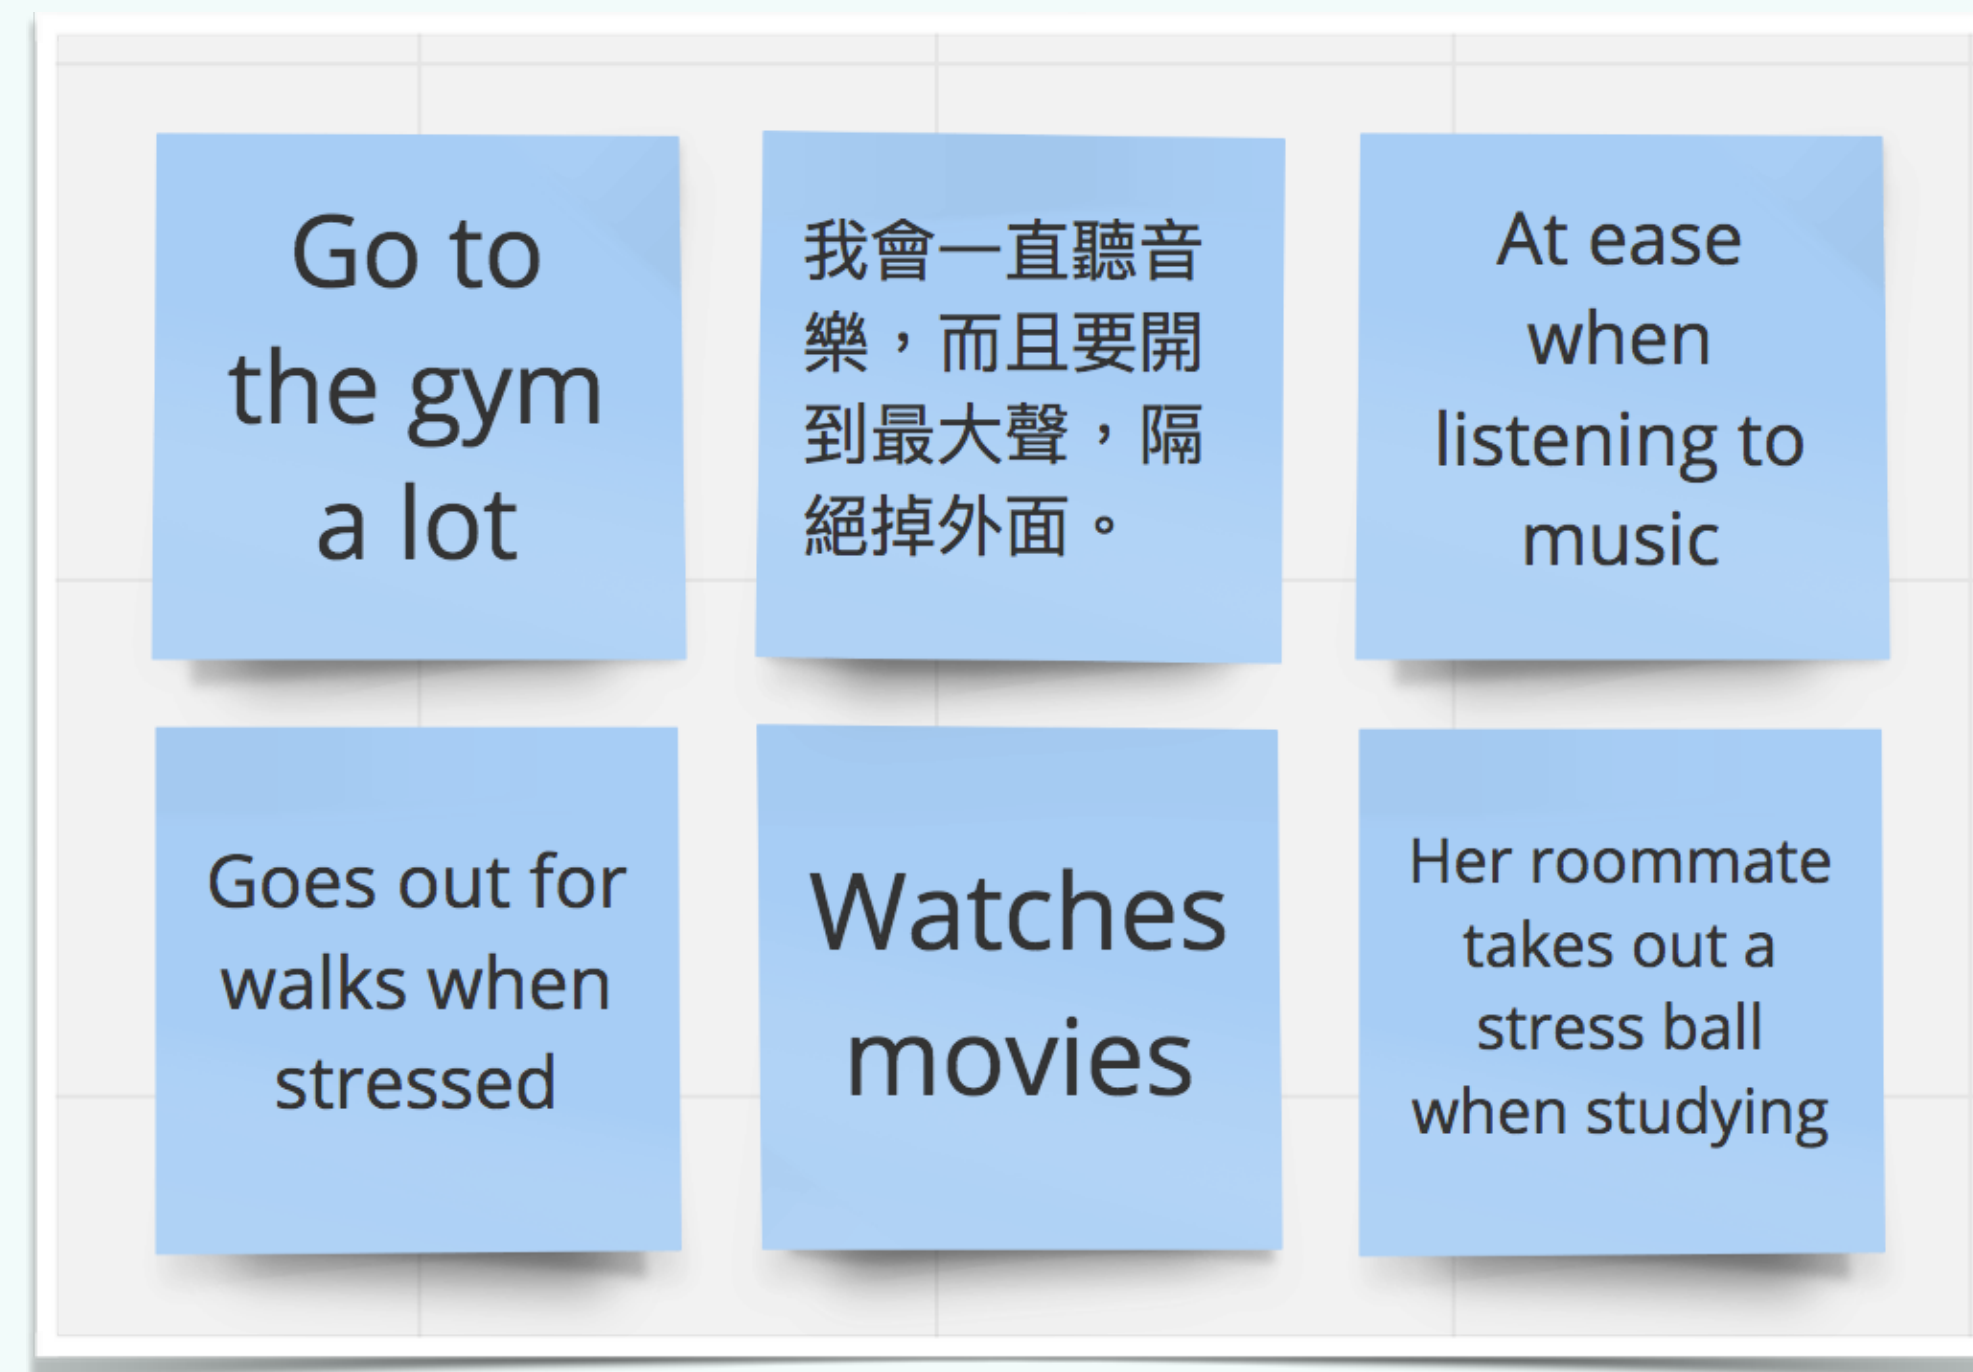 Go to
the gym
a lot
我會一直聽音
樂，而且要開
到最大聲，隔
絕掉外面。
At ease
when
listening to
music
Goes out for
walks when
stressed
Watches
movies
Her roommate
takes out a
stress ball
when studying